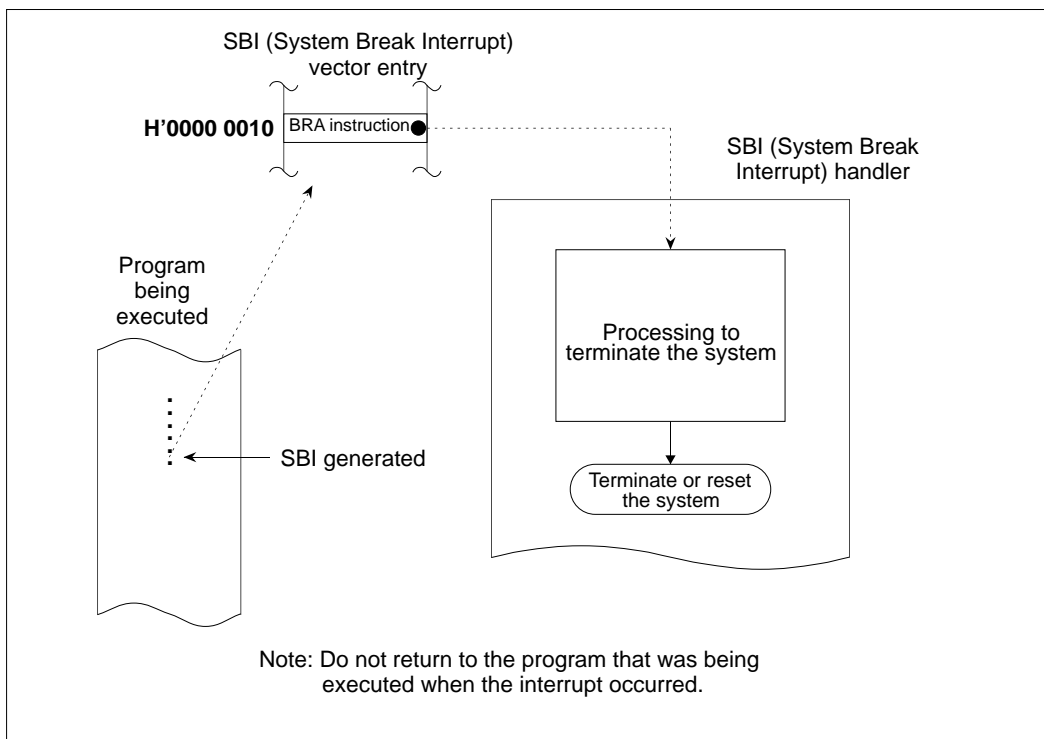 SBI (System Break Interrupt)
vector entry
H'0000 0010
BRA instruction
SBI (System Break
Interrupt) handler
Program
being
executed
Processing to
terminate the system
SBI generated
Terminate or reset
the system
Note: Do not return to the program that was being
executed when the interrupt occurred.